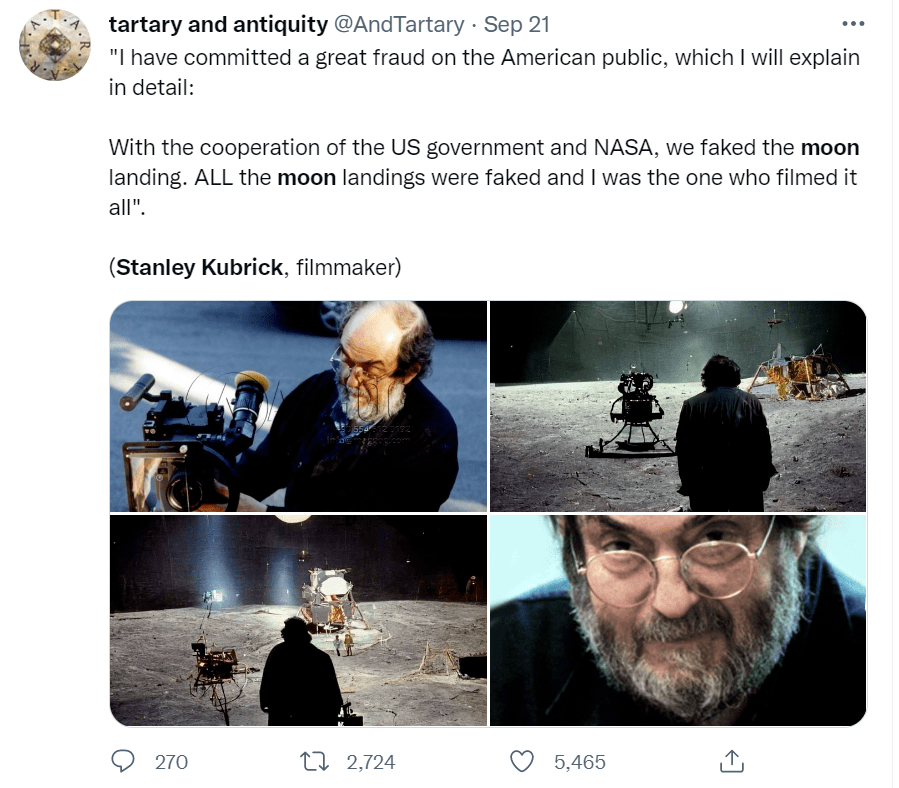 tartary and antiquity @AndTartary · Sep 21
"I have committed a great fraud on the American public, which I will explain
in detail:
With the cooperation of the US government and NASA, we faked the moon
landing. ALL the moon landings were faked and I was the one who filmed it
all".
(Stanley Kubrick, filmmaker)
270 2,724 5,465